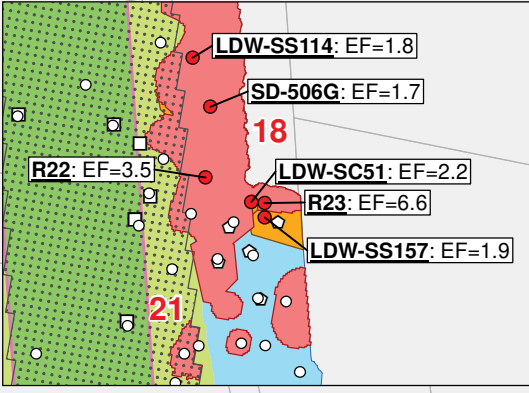 LDW-SS114: EF=1.8
SD-506G: EF=1.7
18
R22: EF=3.5
LDW-SC51: EF=2.2
R23: EF=6.6
LDW-SS157: EF=1.9
21